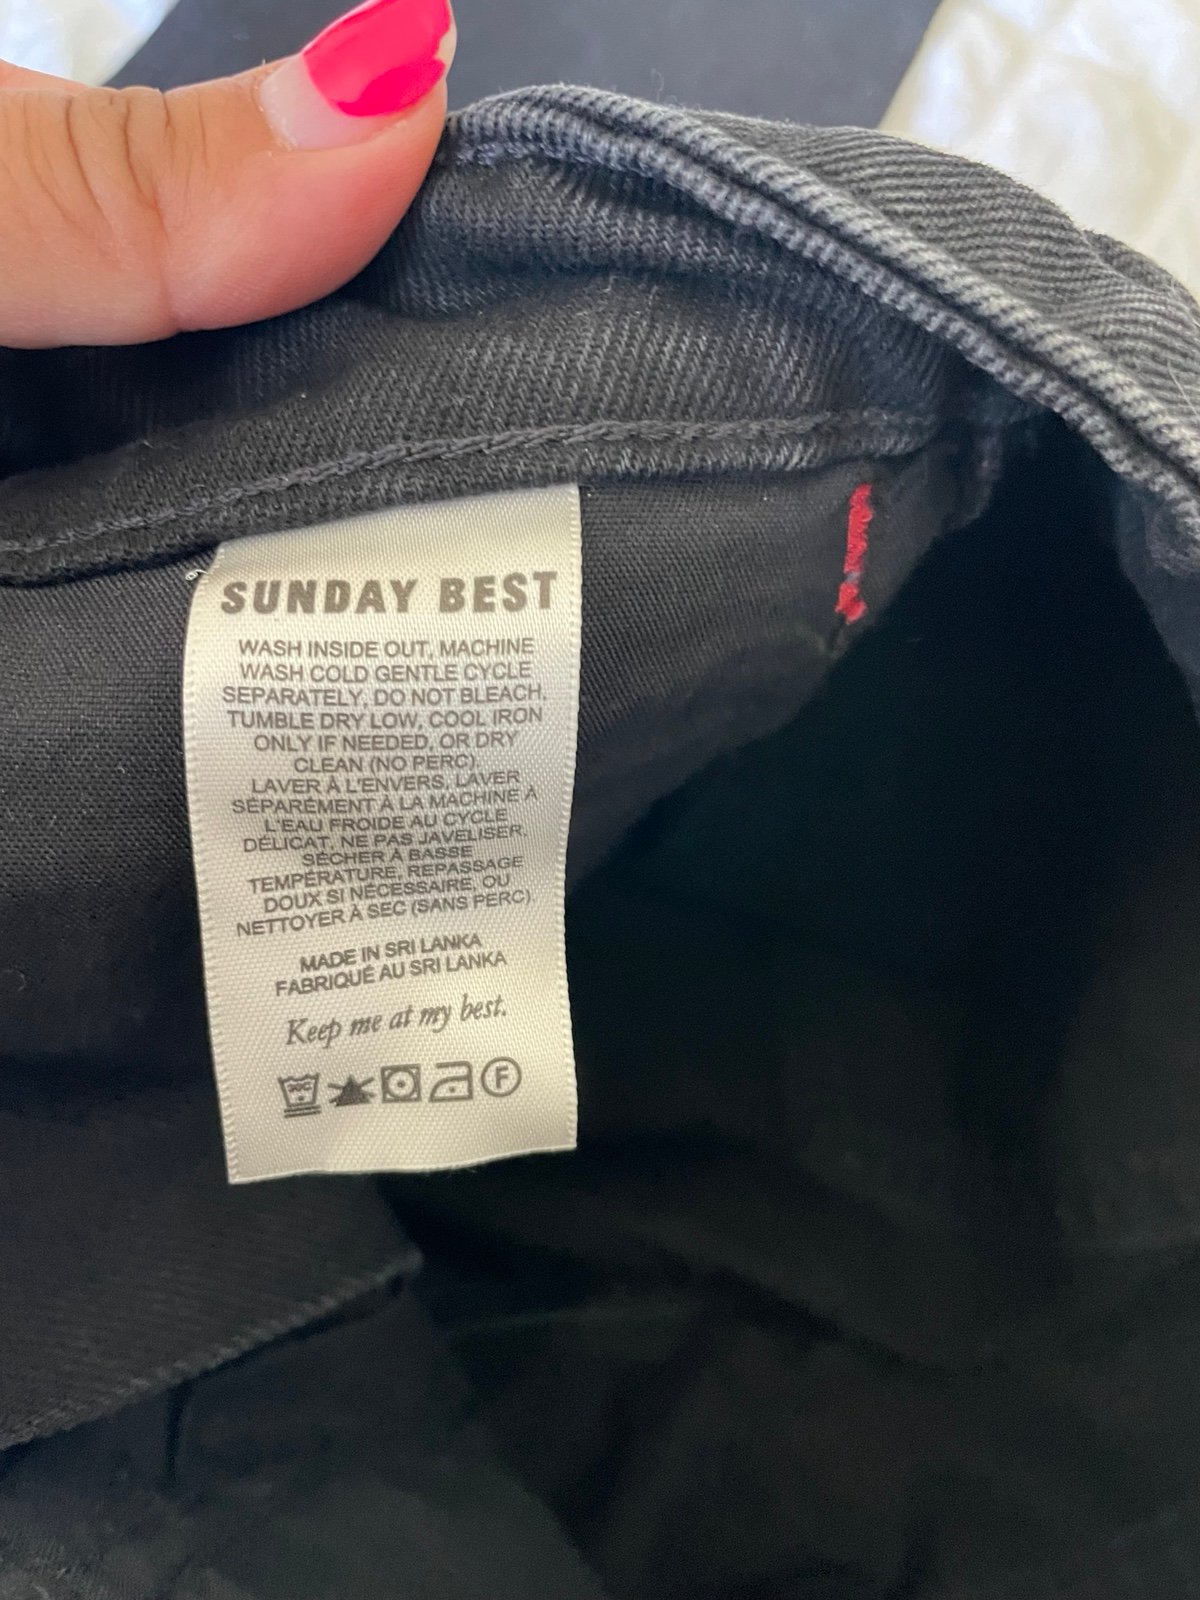 SUNDAY BEST
WASH INSIDE OUT, MACHINE
WASH COLD GENTLE CYCLE
SEPARATELY, DO NOT BLEACH.
TUMBLE DRY LOW, COOL IRON
ONLY IF NEEDED, OR DRY
CLEAN (NO PERC).
LAVER À L'ENVERS, LAVER
SÉPARÉMENT À LA MACHINE À
L'EAU FROIDE AU CYCLE
DÉLICAT, NE PAS JAVELISER.
SÉCHER À BASSE
TEMPÉRATURE, REPASSAGE
DOUX SI NÉCESSAIRE, OU
NETTOYER À SEC (SANS PERC).
MADE IN SRI LANKA
FABRIQUÉ AU SRI LANKA
Keep me at my best.
F